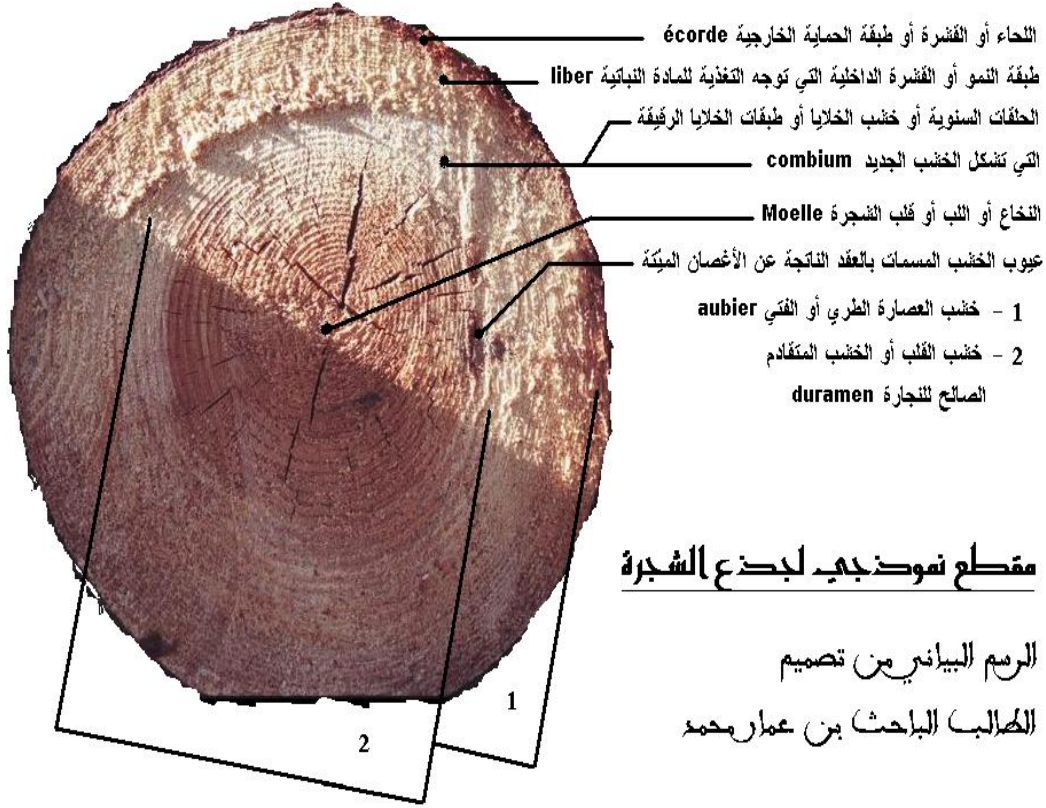 اللحاء أو القشرة أو طبقة الحماية الخارجية écorde
طبقة النمو أو القشرة الداخلية التي توجه التغذية للمادة النباتية liber
الحلقات السنوية أو خشب الخلايا أو طبقات الخلايا الرقيقة
التي تشكل الخشب الجديد combium
النخاع أو اللب أو قلب الشجرة Moelle
عيوب الخشب المسمات بالعقد الناتجة عن الأغصان الميّتة
1 - خشب العصارة الطري أو الفتي aubier
2 - خشب القلب أو الخشب المتقادم
الصالح للنجارة duramen
مقطع نموذجي لجذع الشجرة
الرسم البياني من تصميم
الطالب الباحث بن عمار محمد
1
2